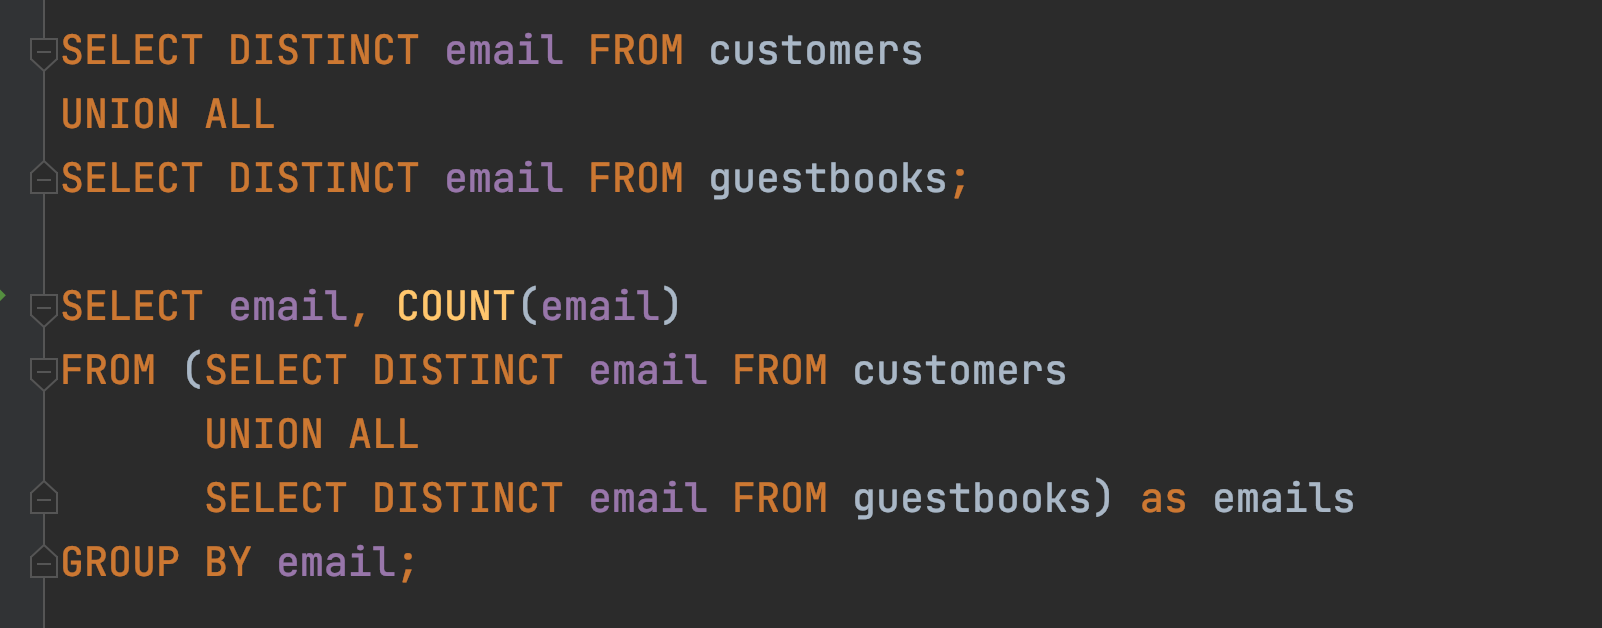 SELECT DISTINCT email FROM customers
UNION ALL
SELECT DISTINCT email FROM guestbooks;
SELECT email, COUNT(email)
FROM (SELECT DISTINCT email FROM customers
UNION ALL
SELECT DISTINCT email FROM guestbooks) as emails
GROUP BY email;